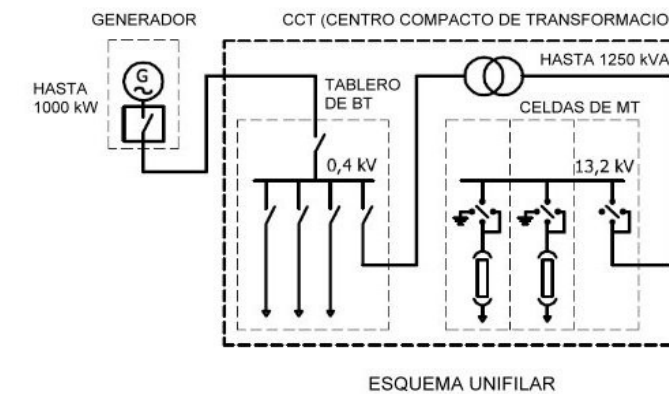 GENERADOR
CCT (CENTRO COMPACTO DE TRANSFORMACIO
HASTA
1000 kW
G
TABLERO
DE BT
HASTA 1250 kVA
CELDAS DE MT
0,4 kV
13,2 kV
ESQUEMA UNIFILAR